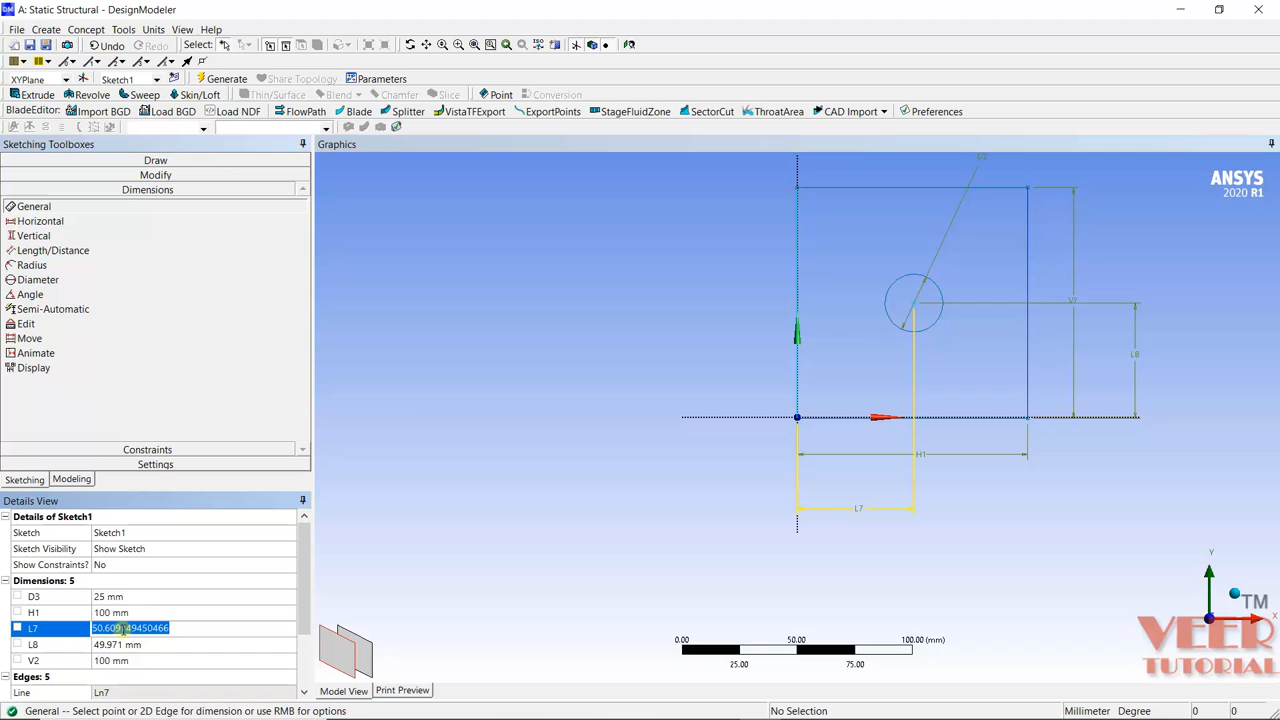 DM A: Static Structural - DesignModeler
File Create Concept Tools Units View Help
Undo Redo Select:
XYPlane Sketch1 Generate Share Topology Parameters
Extrude Revolve Sweep Skin/Loft Thin/Surface Blend Chamfer Slice Point Conversion
BladeEditor: Import BGD Load BGD Load NDF FlowPath Blade Splitter VistaTFExport ExportPoints StageFluidZone SectorCut ThroatArea CAD Import Preferences
Sketching Toolboxes
Graphics
Draw
Modify
Dimensions
General
Horizontal
Vertical
Length/Distance
Radius
Diameter
Angle
Semi-Automatic
Edit
Move
Animate
Display
Constraints
Settings
Sketching Modeling
ANSYS
2020 R1
D3
V2
L8
H1
L7
Details View
Details of Sketch1
Sketch Sketch1
Sketch Visibility Show Sketch
Show Constraints? No
Dimensions: 5
D3 25 mm
H1 100 mm
L7
L8 49.971 mm
V2 100 mm
Edges: 5
Line Ln7
0.00 50.00 100.00 (mm)
25.00 75.00
Y
X
TM
VEER
TUTORIAL
Model View Print Preview
General -- Select point or 2D Edge for dimension or use RMB for options
No Selection
Millimeter Degree 0 0